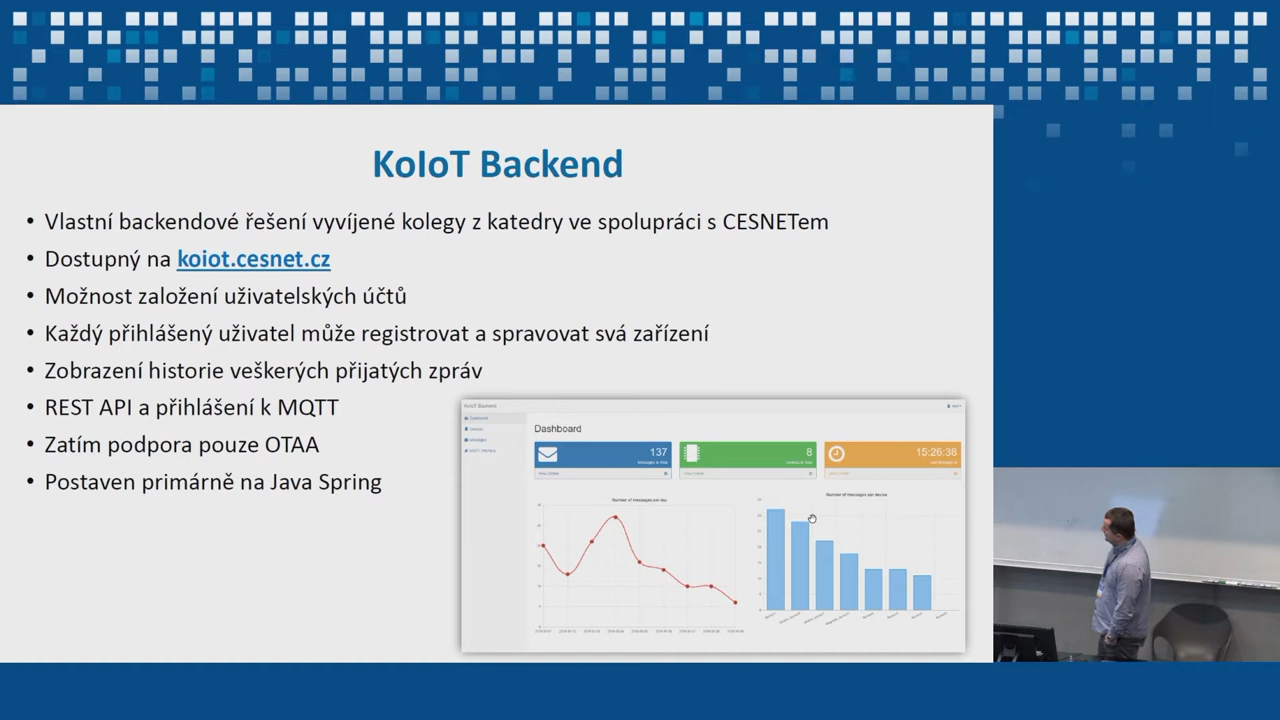 KoIoT Backend
• Vlastní backendové řešení vyvíjené kolegy z katedry ve spolupráci s CESNETem
• Dostupný na koiot.cesnet.cz
• Možnost založení uživatelských účtů
• Každý přihlášený uživatel může registrovat a spravovat svá zařízení
• Zobrazení historie veškerých přijatých zpráv
• REST API a přihlášení k MQTT
• Zatím podpora pouze OTAA
• Postaven primárně na Java Spring
KoIoT Backend
Dashboard
Dashboard
137
8
15:26:38
Number of messages per day
Number of messages per device